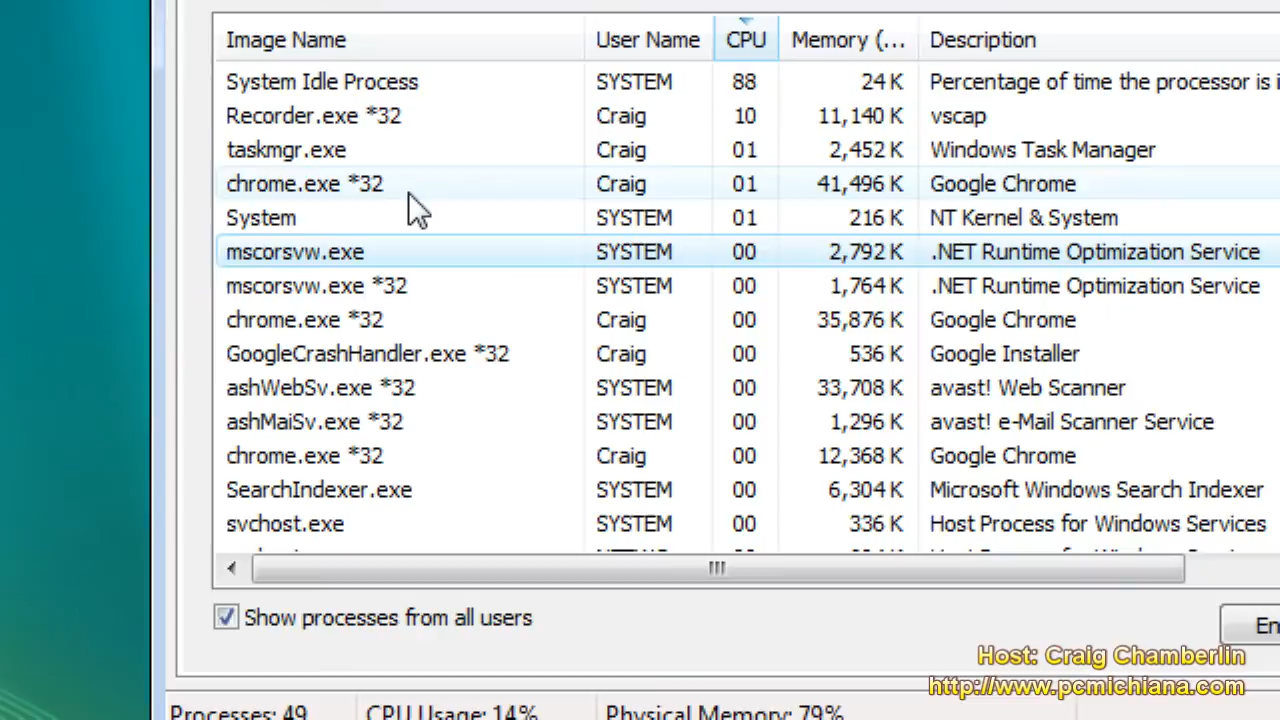 Image Name User Name CPU Memory (... Description
System Idle Process SYSTEM 88 24 K Percentage of time the processor is i
Recorder.exe *32 Craig 10 11,140 K vscap
taskmgr.exe Craig 01 2,452 K Windows Task Manager
chrome.exe *32 Craig 01 41,496 K Google Chrome
System SYSTEM 01 216 K NT Kernel & System
mscorsvw.exe SYSTEM 00 2,792 K .NET Runtime Optimization Service
mscorsvw.exe *32 SYSTEM 00 1,764 K .NET Runtime Optimization Service
chrome.exe *32 Craig 00 35,876 K Google Chrome
GoogleCrashHandler.exe *32 Craig 00 536 K Google Installer
ashWebSv.exe *32 SYSTEM 00 33,708 K avast! Web Scanner
ashMaiSv.exe *32 SYSTEM 00 1,296 K avast! e-Mail Scanner Service
chrome.exe *32 Craig 00 12,368 K Google Chrome
SearchIndexer.exe SYSTEM 00 6,304 K Microsoft Windows Search Indexer
svchost.exe SYSTEM 00 336 K Host Process for Windows Services
Show processes from all users
En
Host: Craig Chamberlin
http://www.pcmichiana.com
Processes: 49 CPU Usage: 14% Physical Memory: 79%